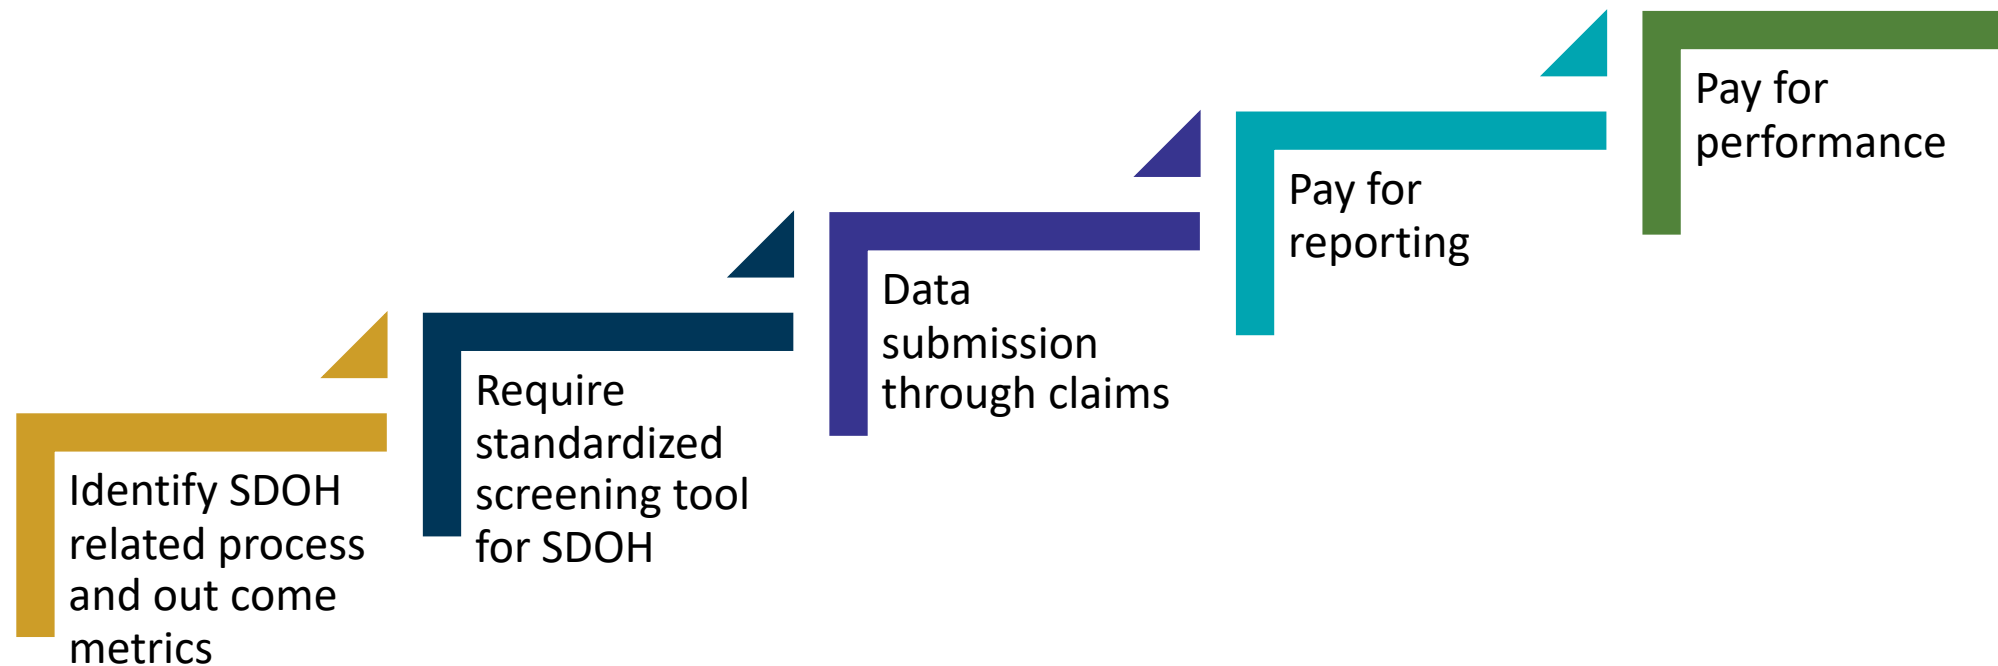 Identify SDOH
related process
and out come
metrics
Require
standardized
screening tool
for SDOH
Data
submission
through claims
Pay for
reporting
Pay for
performance